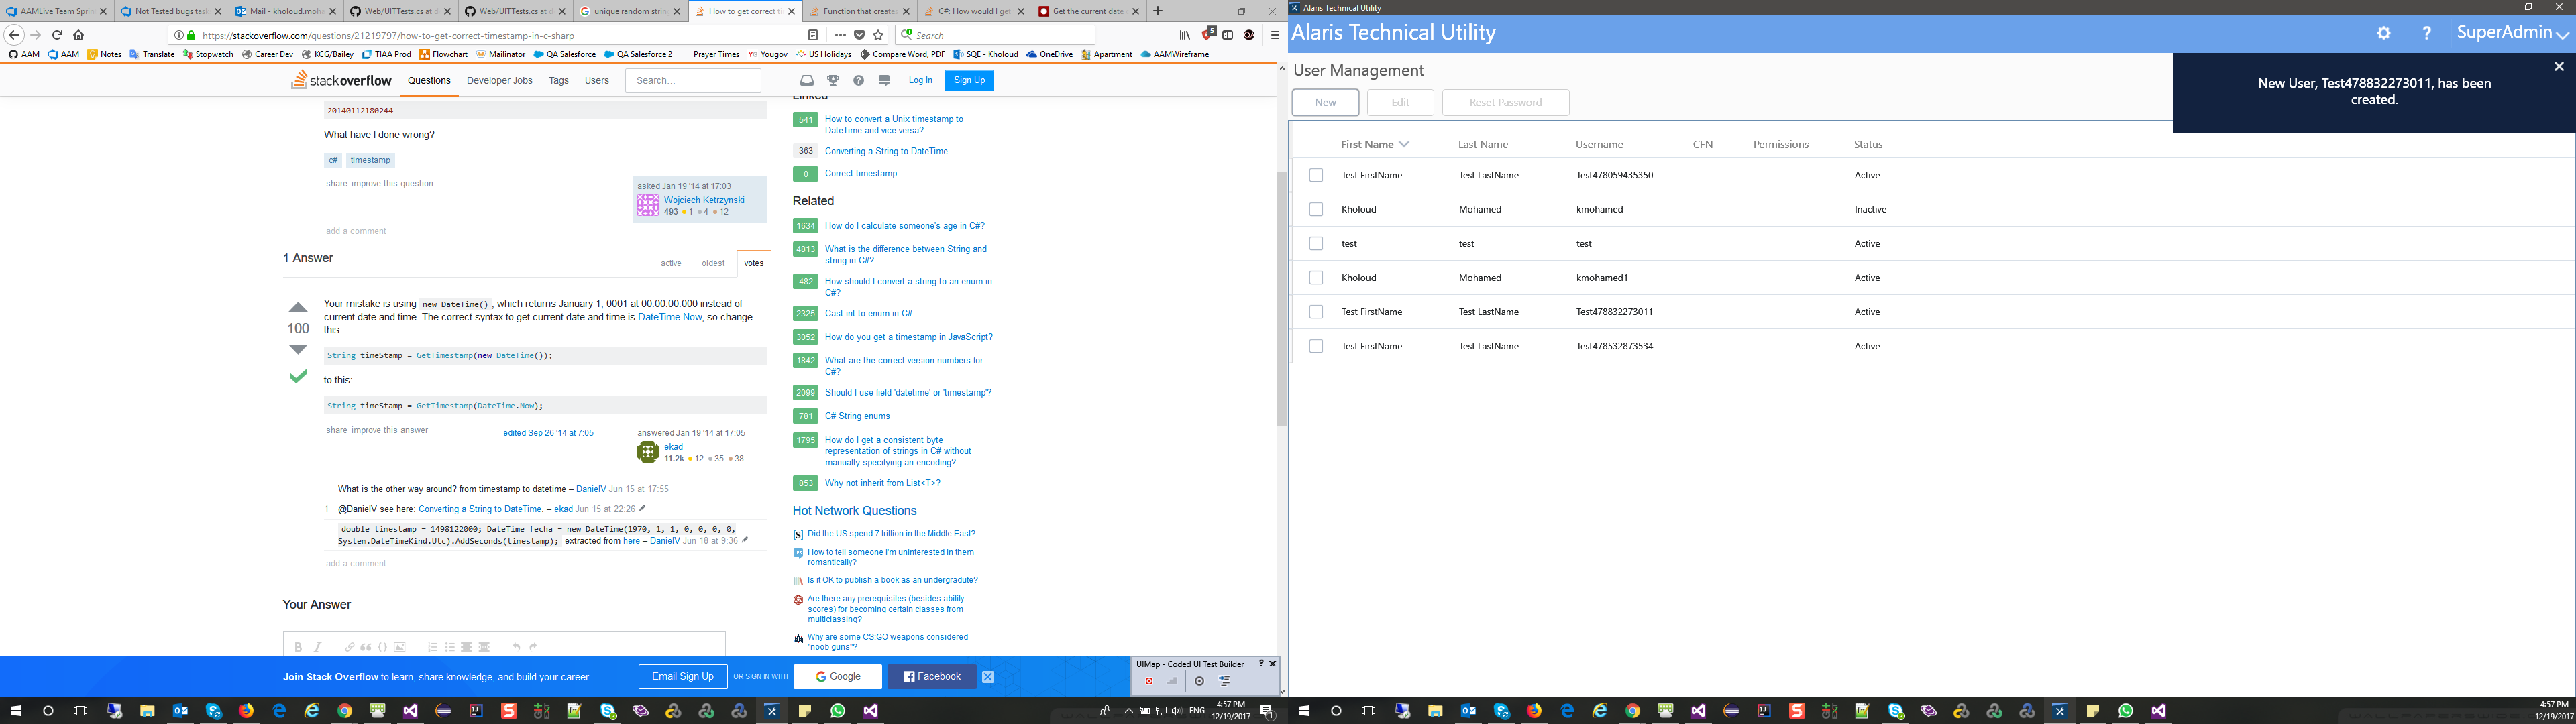 AAMLive Team Sprin
Not Tested bugs task
Mail - kholoud.moha
Web/UITTests.cs at d
Web/UITTests.cs at de
unique random string
How to get correct ti
Function that creates
C#: How would I get
Get the current date
https://stackoverflow.com/questions/21219797/how-to-get-correct-timestamp-in-c-sharp
Search
AAM AAM Notes Translate Stopwatch Career Dev KCG/Bailey TIAA Prod Flowchart Mailinator QA Salesforce QA Salesforce 2 Prayer Times Yougov US Holidays Compare Word, PDF SQE - Kholoud OneDrive Apartment AAMWireframe
stackoverflow Questions Developer Jobs Tags Users Search... Log In Sign Up
20140112180244
What have I done wrong?
c# timestamp
share improve this question
asked Jan 19 '14 at 17:03
Wojciech Ketrzynski
493 1 4 12
add a comment
1 Answer
active oldest votes
Your mistake is using new DateTime() , which returns January 1, 0001 at 00:00:00.000 instead of
current date and time. The correct syntax to get current date and time is DateTime.Now, so change
this:
100
String timeStamp = GetTimestamp(new DateTime());
to this:
String timeStamp = GetTimestamp(DateTime.Now);
share improve this answer
edited Sep 26 '14 at 7:05
answered Jan 19 '14 at 17:05
ekad
11.2k 12 35 38
What is the other way around? from timestamp to datetime – DanielV Jun 15 at 17:55
1 @DanielV see here: Converting a String to DateTime. – ekad Jun 15 at 22:26
double timestamp = 1498122000; DateTime fecha = new DateTime(1970, 1, 1, 0, 0, 0, 0,
System.DateTimeKind.Utc).AddSeconds(timestamp); extracted from here – DanielV Jun 18 at 9:36
add a comment
Your Answer
Linked
541 How to convert a Unix timestamp to
DateTime and vice versa?
363 Converting a String to DateTime
0 Correct timestamp
Related
1634 How do I calculate someone's age in C#?
4813 What is the difference between String and
string in C#?
482 How should I convert a string to an enum in
C#?
2325 Cast int to enum in C#
3052 How do you get a timestamp in JavaScript?
1842 What are the correct version numbers for
C#?
2099 Should I use field 'datetime' or 'timestamp'?
781 C# String enums
1795 How do I get a consistent byte
representation of strings in C# without
manually specifying an encoding?
853 Why not inherit from List<T>?
Hot Network Questions
Did the US spend 7 trillion in the Middle East?
How to tell someone I'm uninterested in them
romantically?
Is it OK to publish a book as an undergradute?
Are there any prerequisites (besides ability
scores) for becoming certain classes from
multiclassing?
Why are some CS:GO weapons considered
"noob guns"?
Join Stack Overflow to learn, share knowledge, and build your career.
Email Sign Up OR SIGN IN WITH Google Facebook
UIMap - Coded UI Test Builder ?
ENG
4:57 PM
12/19/2017
Alaris Technical Utility
Alaris Technical Utility
? SuperAdmin
User Management
New User, Test478832273011, has been
created.
New Edit Reset Password
First Name Last Name Username CFN Permissions Status
Test FirstName Test LastName Test478059435350 Active
Kholoud Mohamed kmohamed Inactive
test test test Active
Kholoud Mohamed kmohamed1 Active
Test FirstName Test LastName Test478832273011 Active
Test FirstName Test LastName Test478532873534 Active
4:57 PM
12/19/2017